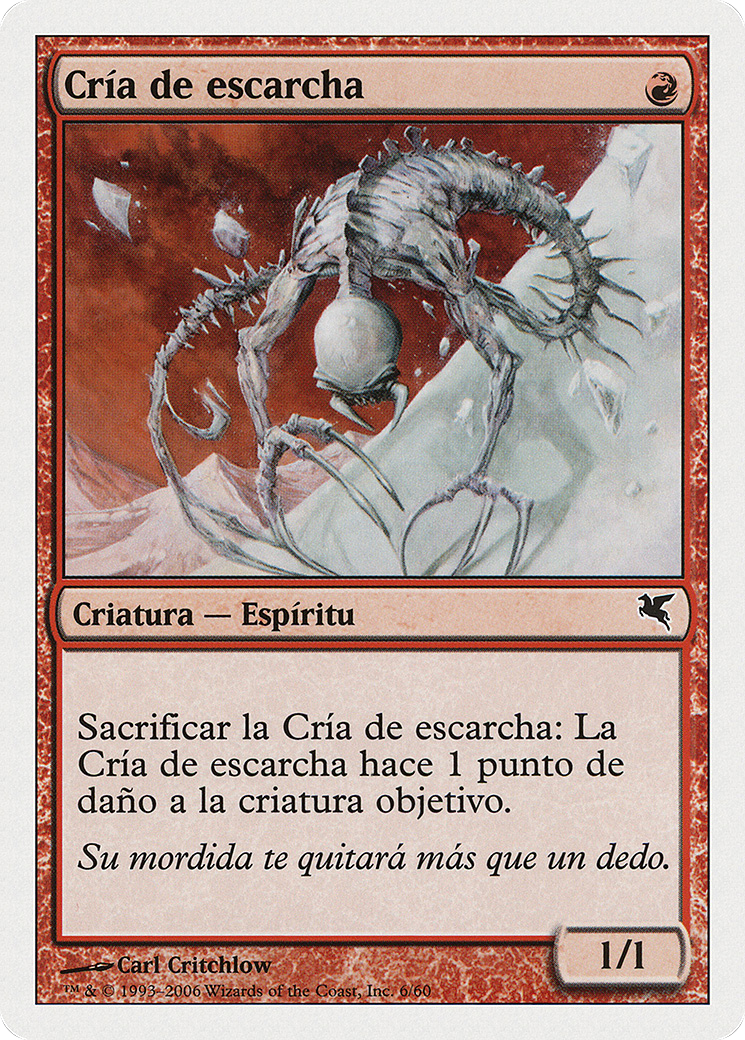 Cría de escarcha
Criatura — Espíritu
Sacrificar la Cría de escarcha: La
Cría de escarcha hace 1 punto de
daño a la criatura objetivo.
Su mordida te quitará más que un dedo.
1/1
Carl Critchlow
™ & © 1993–2006 Wizards of the Coast, Inc. 6/60